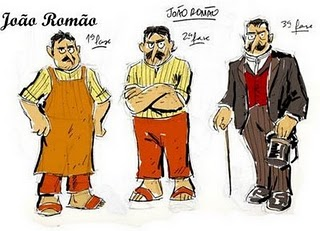 João Romão
JOÃO ROMÃO
1ª fase
2ª fase
3ª fase